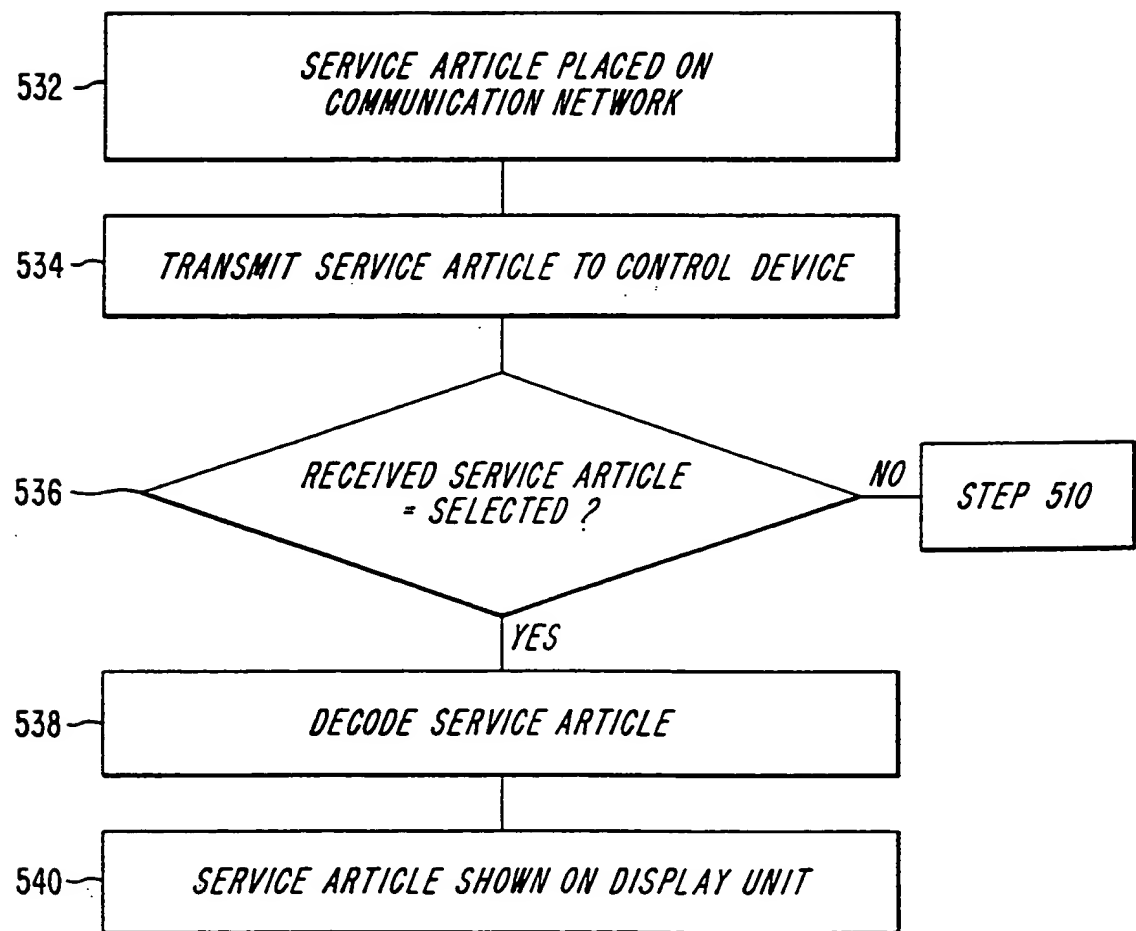 532
SERVICE ARTICLE PLACED ON
COMMUNICATION NETWORK
534
TRANSMIT SERVICE ARTICLE TO CONTROL DEVICE
536
RECEIVED SERVICE ARTICLE
= SELECTED ?
NO
STEP 510
YES
538
DECODE SERVICE ARTICLE
540
SERVICE ARTICLE SHOWN ON DISPLAY UNIT